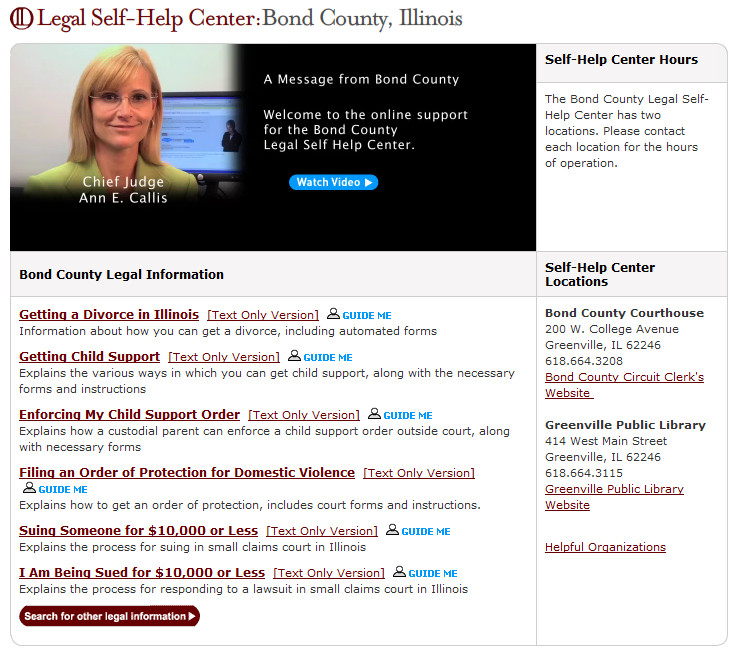 Legal Self-Help Center: Bond County, Illinois
A Message from Bond County
Welcome to the online support
for the Bond County
Legal Self Help Center.
Watch Video
Chief Judge
Ann E. Callis
Self-Help Center Hours
The Bond County Legal Self-
Help Center has two
locations. Please contact
each location for the hours
of operation.
Bond County Legal Information
Getting a Divorce in Illinois [Text Only Version] GUIDE ME
Information about how you can get a divorce, including automated forms
Getting Child Support [Text Only Version] GUIDE ME
Explains the various ways in which you can get child support, along with the necessary
forms and instructions
Enforcing My Child Support Order [Text Only Version] GUIDE ME
Explains how a custodial parent can enforce a child support order outside court, along
with necessary forms
Filing an Order of Protection for Domestic Violence [Text Only Version]
GUIDE ME
Explains how to get an order of protection, includes court forms and instructions.
Suing Someone for $10,000 or Less [Text Only Version] GUIDE ME
Explains the process for suing in small claims court in Illinois
I Am Being Sued for $10,000 or Less [Text Only Version] GUIDE ME
Explains the process for responding to a lawsuit in small claims court in Illinois
Search for other legal information
Self-Help Center
Locations
Bond County Courthouse
200 W. College Avenue
Greenville, IL 62246
618.664.3208
Bond County Circuit Clerk's
Website
Greenville Public Library
414 West Main Street
Greenville, IL 62246
618.664.3115
Greenville Public Library
Website
Helpful Organizations